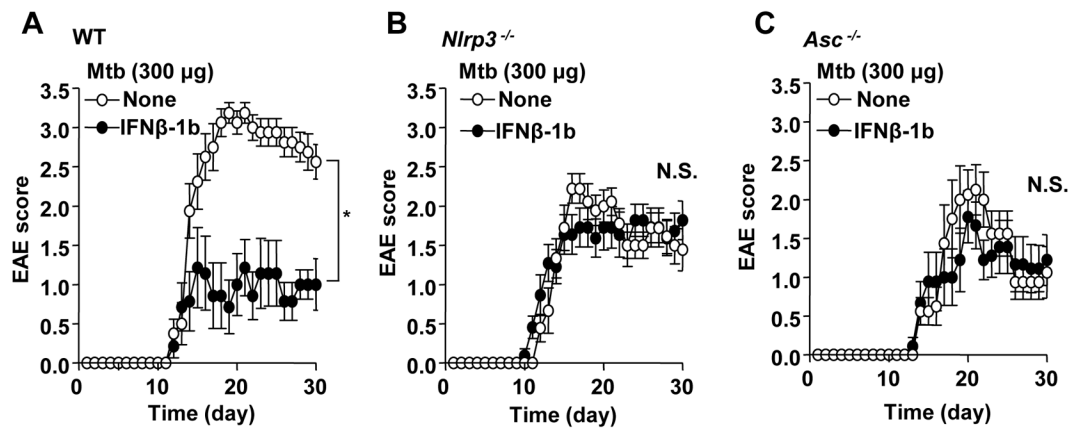 A
WT
Mtb (300 µg)
None
IFNβ-1b
3.5
3.0
2.5
2.0
1.5
1.0
0.5
0.0
EAE score
*
0
10
20
30
Time (day)
B
Nlrp3 -/-
Mtb (300 µg)
None
IFNβ-1b
N.S.
3.5
3.0
2.5
2.0
1.5
1.0
0.5
0.0
EAE score
0
10
20
30
Time (day)
C
Asc -/-
Mtb (300 µg)
None
IFNβ-1b
N.S.
3.5
3.0
2.5
2.0
1.5
1.0
0.5
0.0
EAE score
0
10
20
30
Time (day)